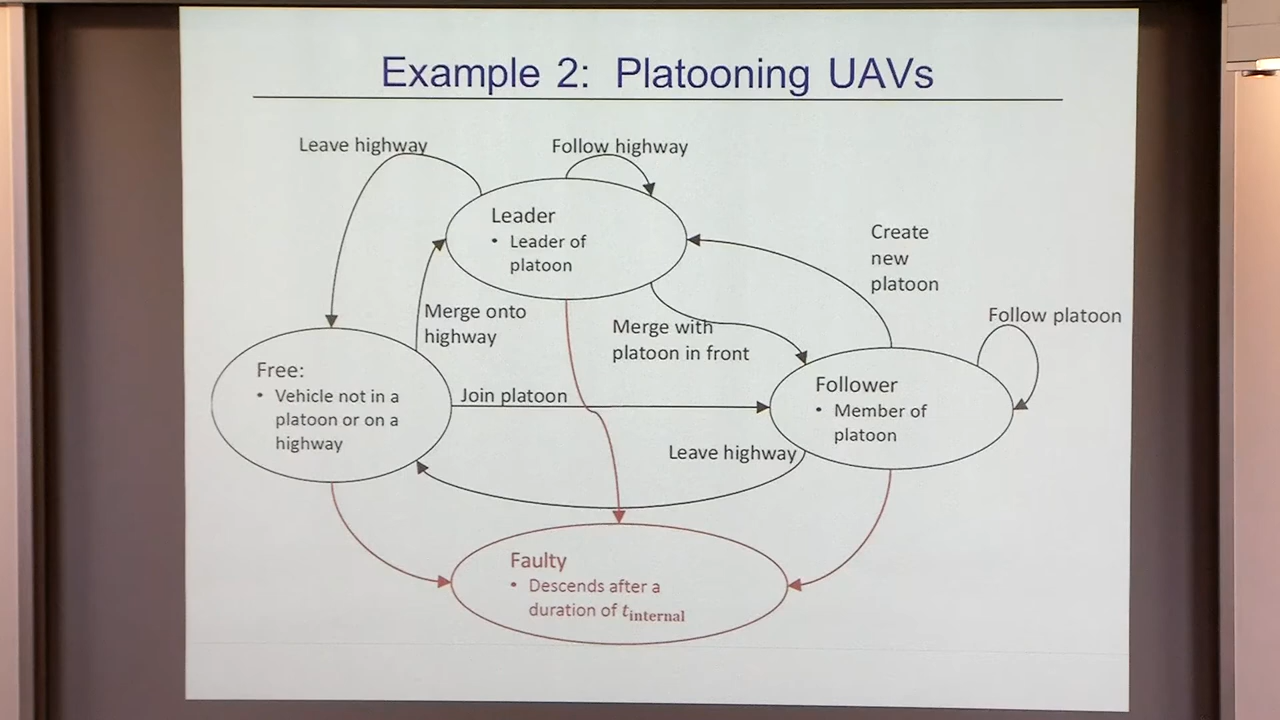 Example 2: Platooning UAVs
Leave highway
Follow highway
Leader
• Leader of
platoon
Create
new
platoon
Merge onto
highway
Merge with
platoon in front
Follow platoon
Free:
• Vehicle not in a
platoon or on a
highway
Join platoon
Follower
• Member of
platoon
Leave highway
Faulty
• Descends after a
duration of t_internal